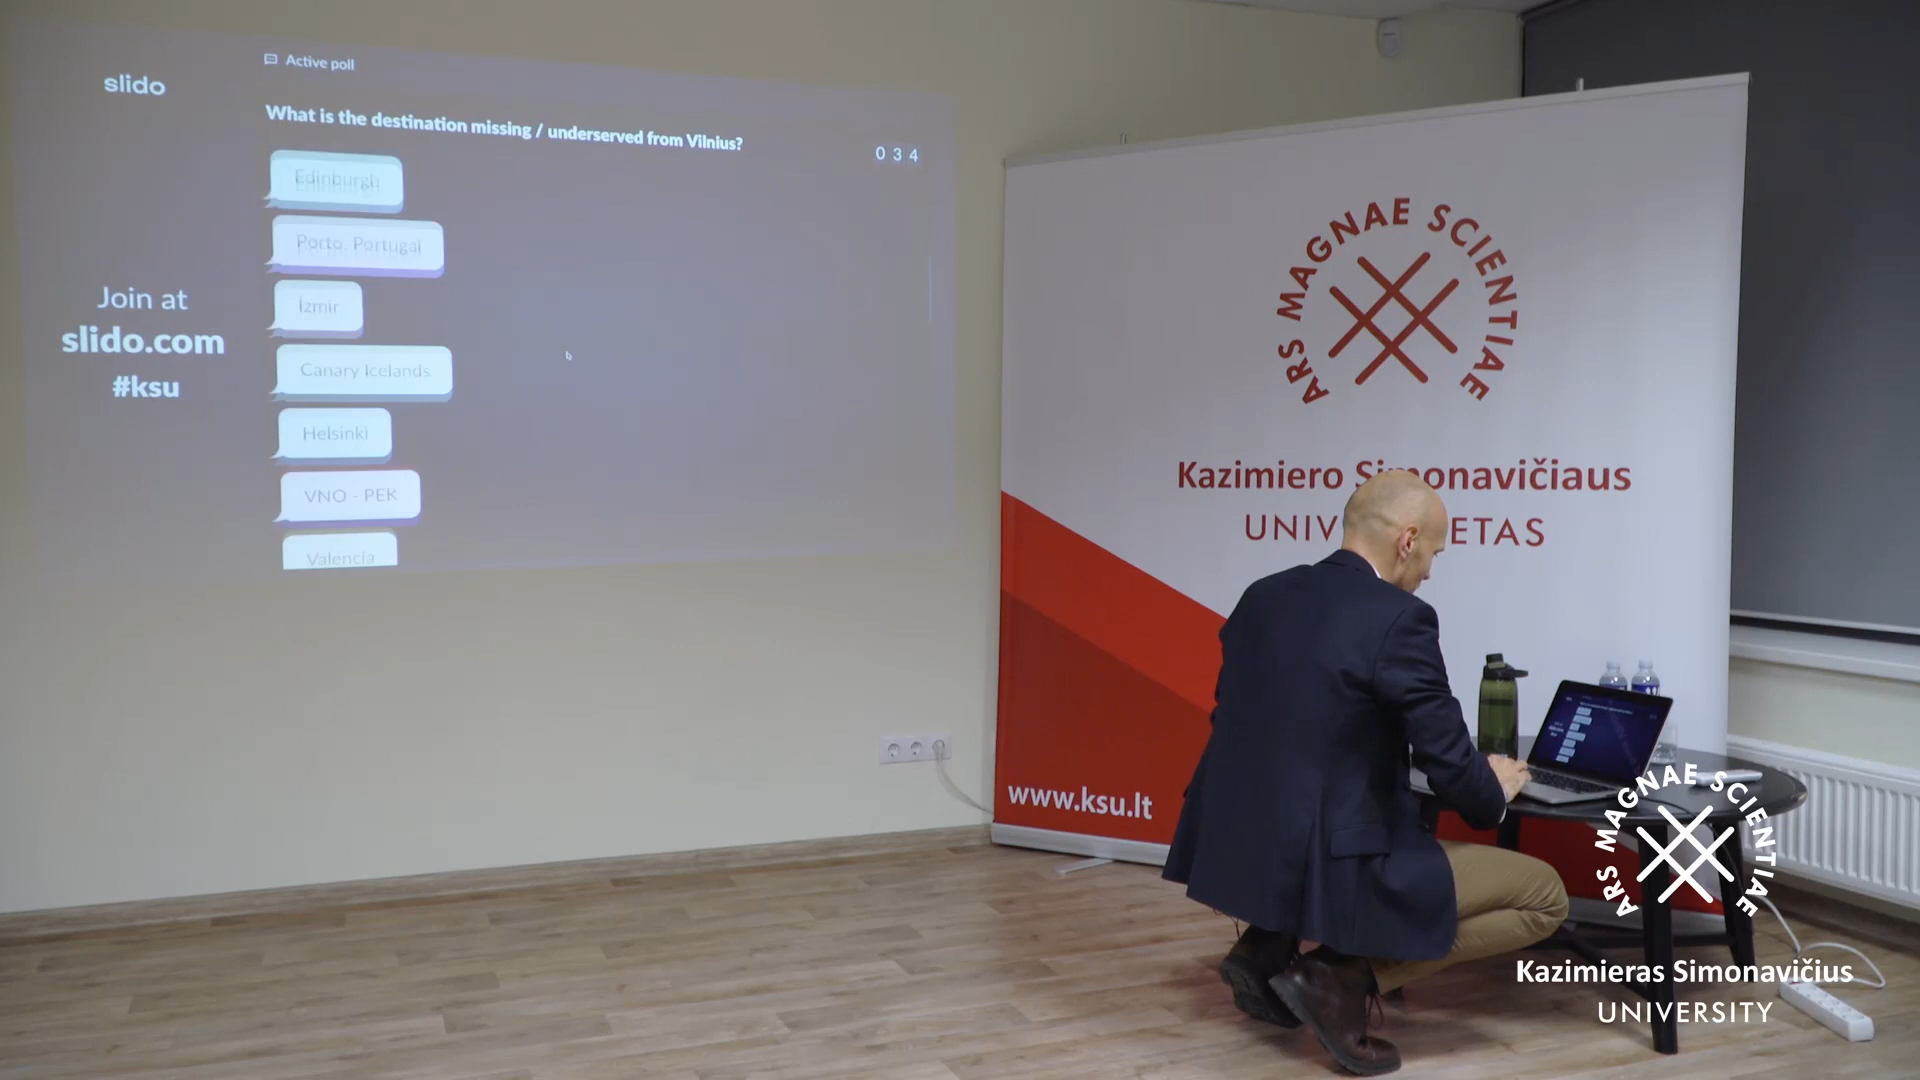 slido
Active poll
What is the destination missing / underserved from Vilnius?
0 3 4
Edinburgh
Porto, Portugal
İzmir
Canary Icelands
Helsinki
VNO - PEK
Valencia
Join at
slido.com
#ksu
ARS MAGNAE SCIENTIAE
Kazimiero Simonavičiaus
UNIV ETAS
www.ksu.lt
ARS MAGNAE SCIENTIAE
Kazimieras Simonavičius
UNIVERSITY